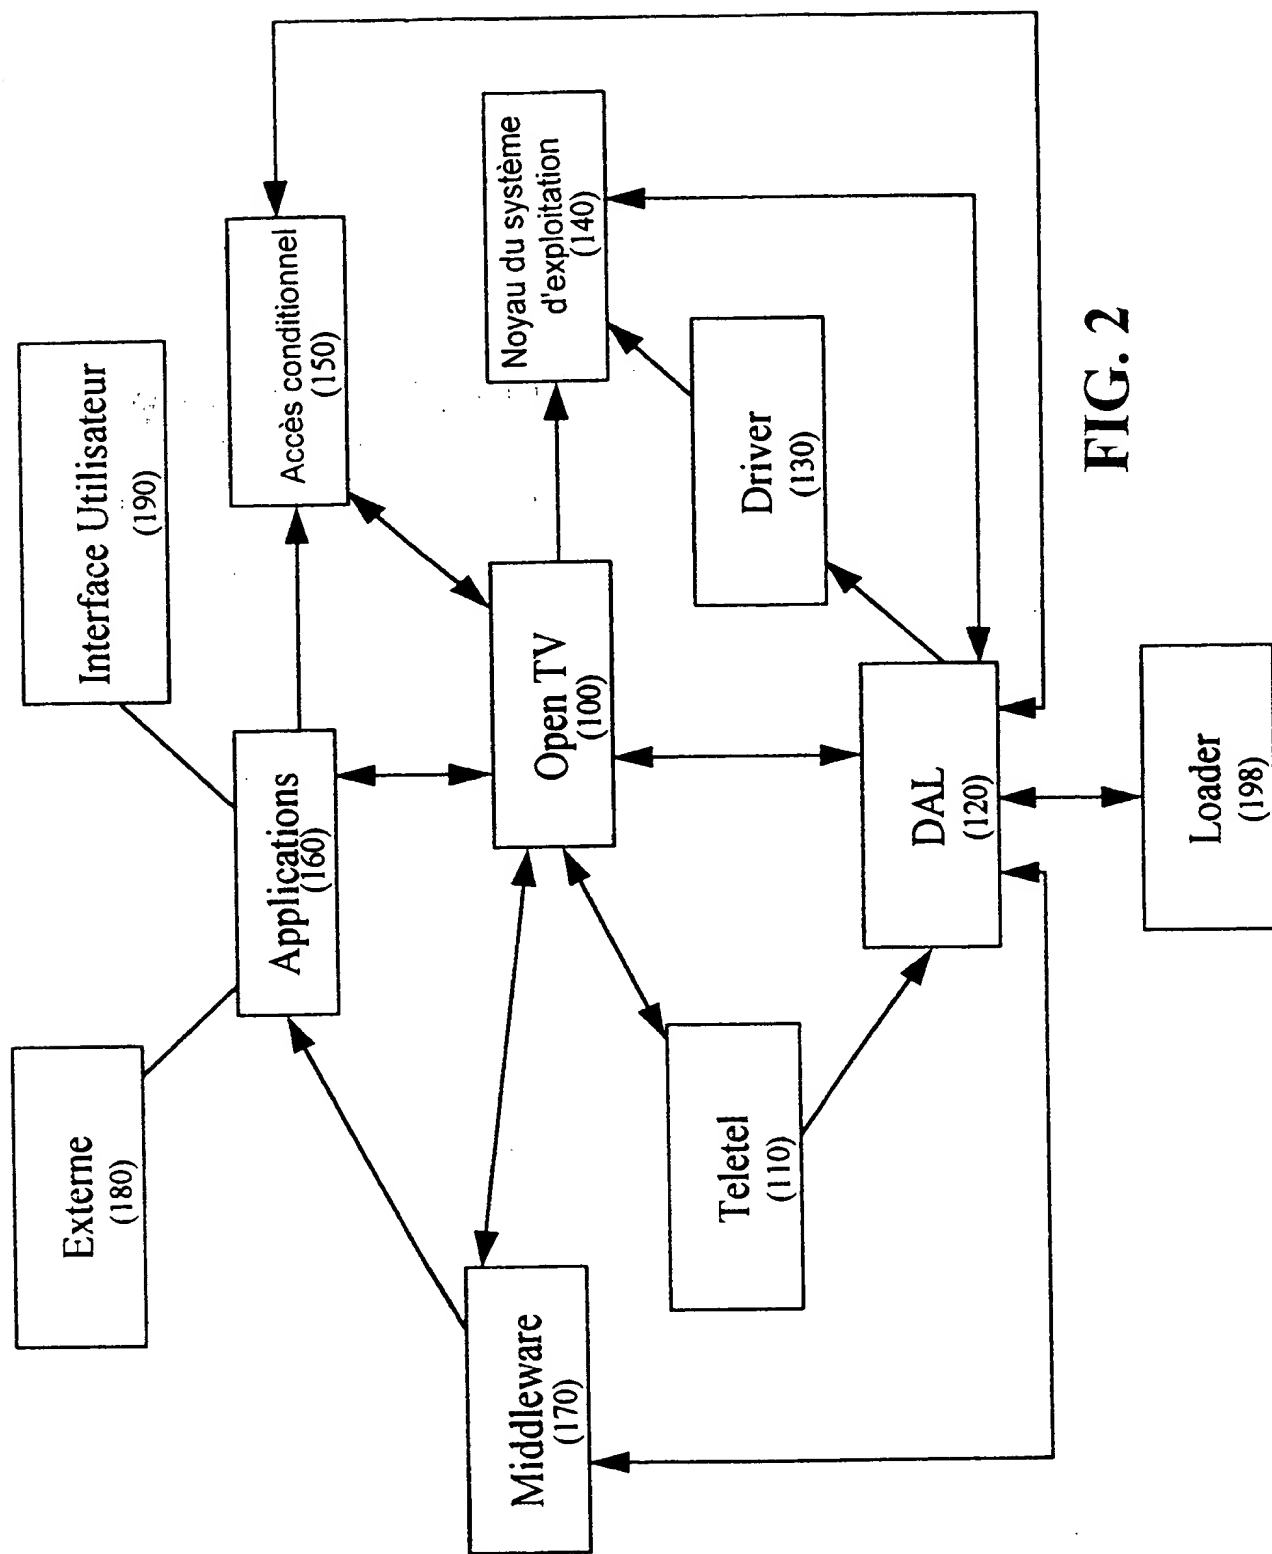 Externe
(180)
Interface Utilisateur
(190)
Applications
(160)
Accès conditionnel
(150)
Middleware
(170)
Open TV
(100)
Noyau du système
d'exploitation
(140)
Teletel
(110)
Driver
(130)
DAL
(120)
Loader
(198)
FIG. 2